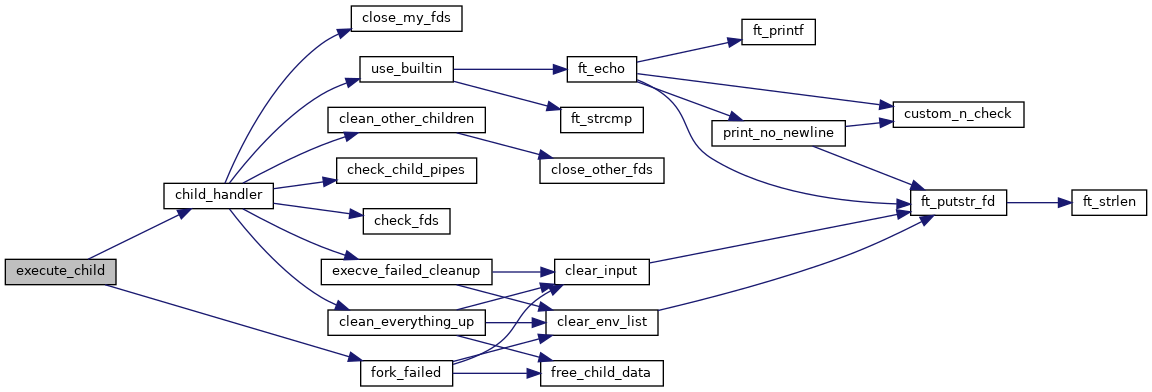 close_my_fds
ft_printf
use_builtin
ft_echo
custom_n_check
clean_other_children
ft_strcmp
print_no_newline
check_child_pipes
close_other_fds
child_handler
ft_putstr_fd
ft_strlen
check_fds
execute_child
execve_failed_cleanup
clear_input
clean_everything_up
clear_env_list
fork_failed
free_child_data